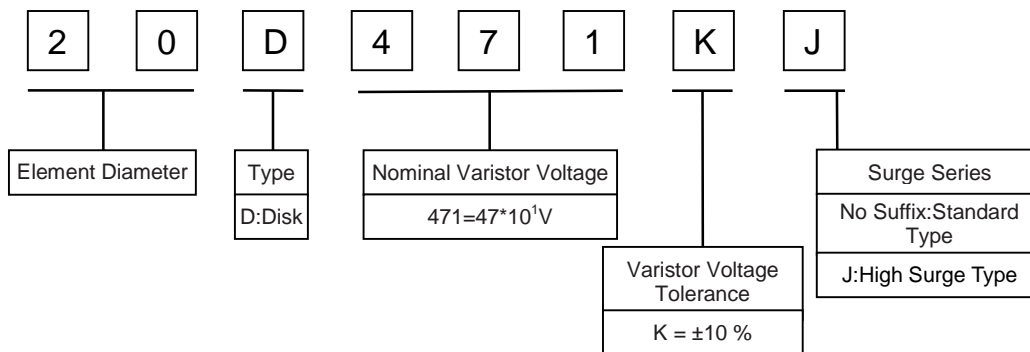 2 0 D 4 7 1 K J
Element Diameter
Type
D:Disk
Nominal Varistor Voltage
471=47*10¹V
Varistor Voltage
Tolerance
K = ±10 %
Surge Series
No Suffix:Standard
Type
J:High Surge Type